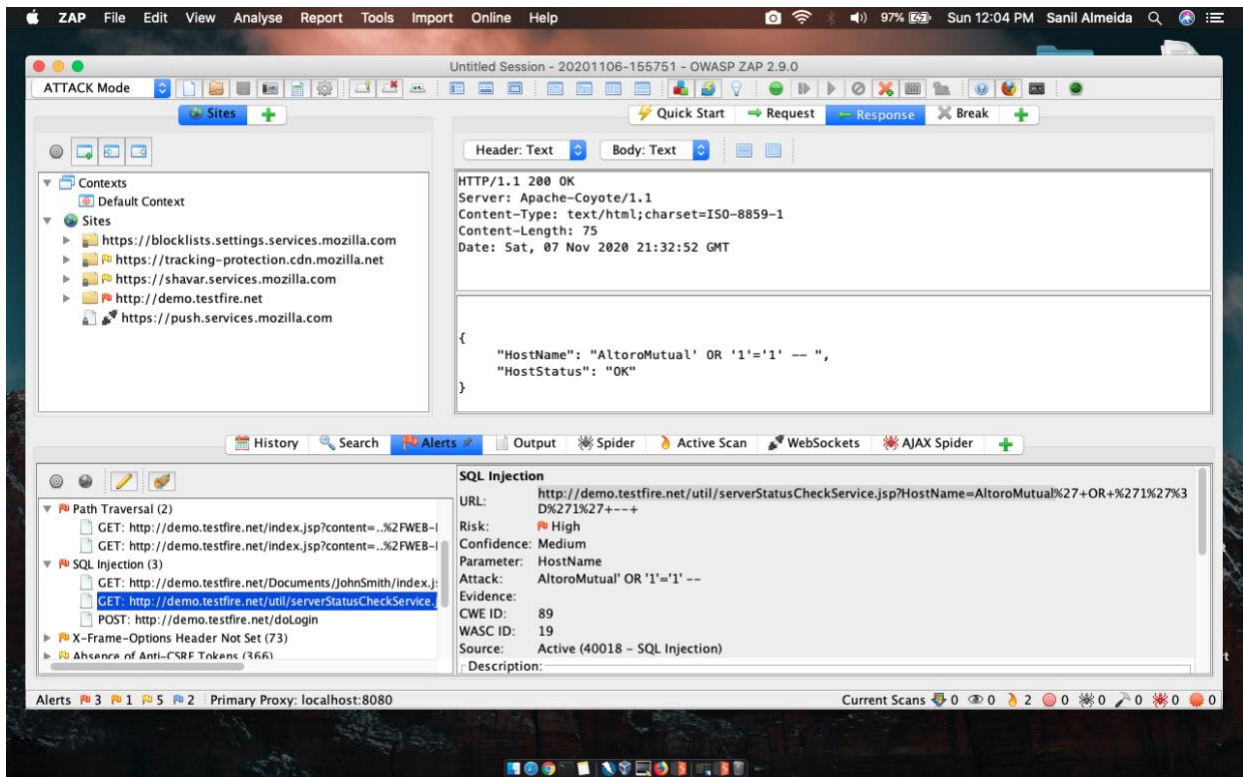 ZAP File Edit View Analyse Report Tools Import Online Help 97% Sun 12:04 PM Sanil Almeida
Untitled Session - 20201106-155751 - OWASP ZAP 2.9.0
ATTACK Mode
Sites
Quick Start Request Response Break
Header: Text Body: Text
Contexts
Default Context
Sites
https://blocklists.settings.services.mozilla.com
https://tracking-protection.cdn.mozilla.net
https://shavar.services.mozilla.com
http://demo.testfire.net
https://push.services.mozilla.com
HTTP/1.1 200 OK
Server: Apache-Coyote/1.1
Content-Type: text/html;charset=ISO-8859-1
Content-Length: 75
Date: Sat, 07 Nov 2020 21:32:52 GMT
{
"HostName": "AltoroMutual' OR '1'='1' -- ",
"HostStatus": "OK"
}
History Search Alerts Output Spider Active Scan WebSockets AJAX Spider
Path Traversal (2)
GET: http://demo.testfire.net/index.jsp?content=..%2FWEB-I
GET: http://demo.testfire.net/index.jsp?content=..%2FWEB-I
SQL Injection (3)
GET: http://demo.testfire.net/Documents/JohnSmith/index.j
GET: http://demo.testfire.net/util/serverStatusCheckService.
POST: http://demo.testfire.net/doLogin
X-Frame-Options Header Not Set (73)
Absence of Anti-CSRF Tokens (366)
SQL Injection
URL: http://demo.testfire.net/util/serverStatusCheckService.jsp?HostName=AltoroMutual%27+OR+%271%27%3
D%271%27+--+
Risk: High
Confidence: Medium
Parameter: HostName
Attack: AltoroMutual' OR '1'='1' --
Evidence:
CWE ID: 89
WASC ID: 19
Source: Active (40018 - SQL Injection)
Description:
Alerts 3 1 5 2 Primary Proxy: localhost:8080 Current Scans 0 0 2 0 0 0 0 0